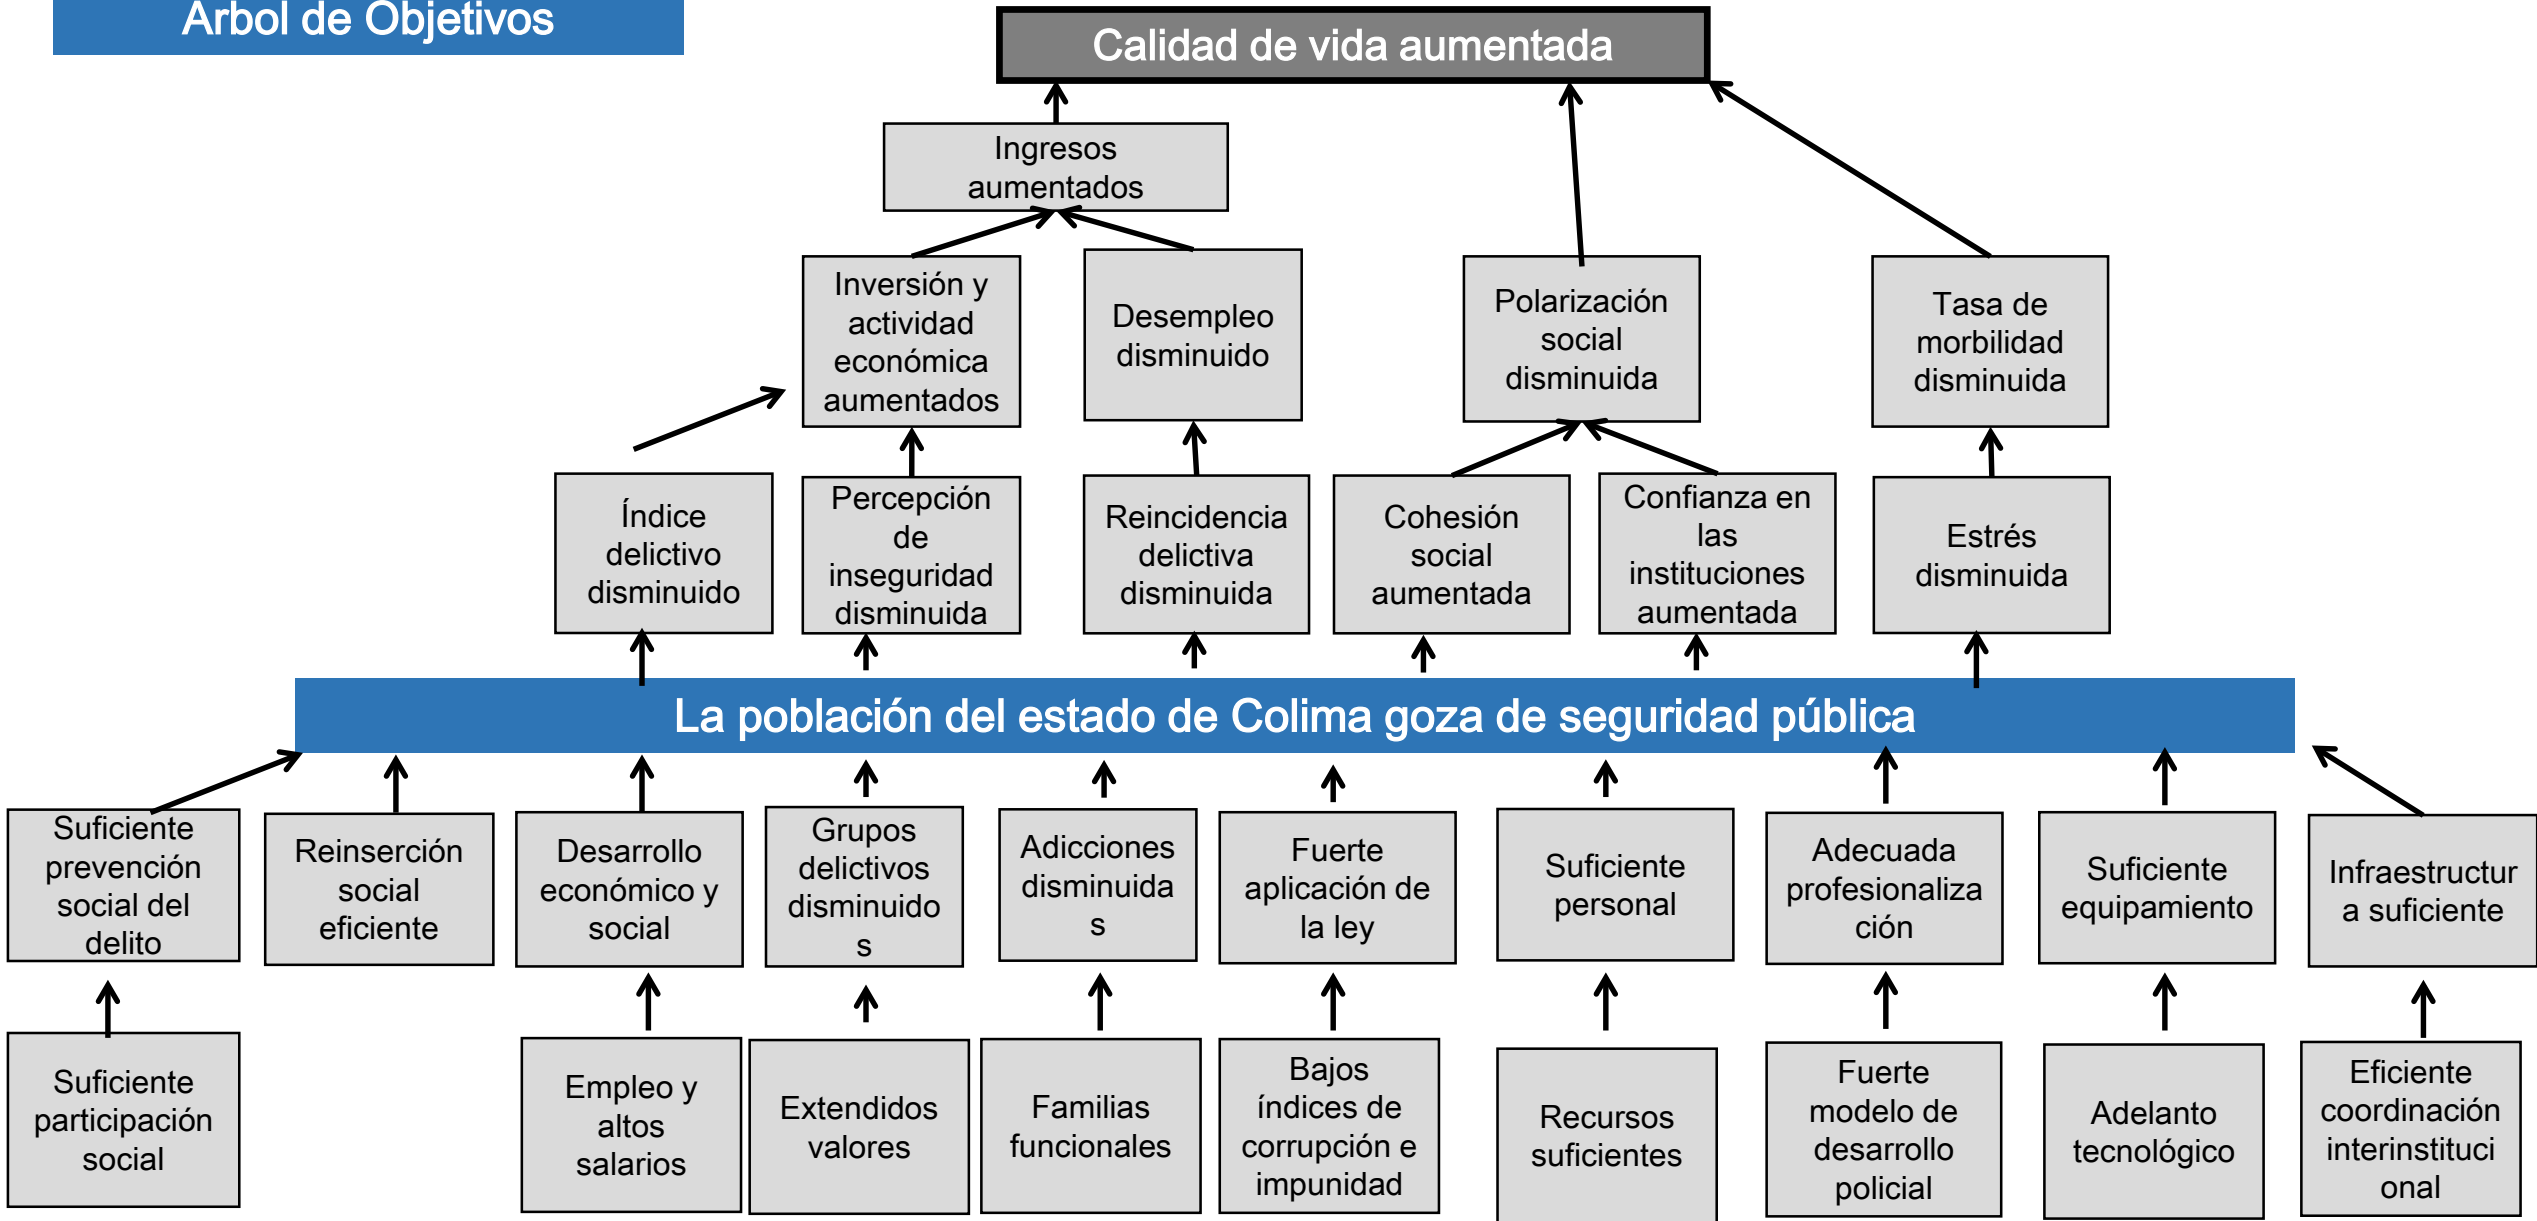 Arbol de Objetivos
Calidad de vida aumentada
Ingresos
aumentados
Inversión y
actividad
económica
aumentados
Desempleo
disminuido
Polarización
social
disminuida
Tasa de
morbilidad
disminuida
Índice
delictivo
disminuido
Percepción
de
inseguridad
disminuida
Reincidencia
delictiva
disminuida
Cohesión
social
aumentada
Confianza en
las
instituciones
aumentada
Estrés
disminuida
La población del estado de Colima goza de seguridad pública
Suficiente
prevención
social del
delito
Reinserción
social
eficiente
Desarrollo
económico y
social
Grupos
delictivos
disminuido
s
Adicciones
disminuida
s
Fuerte
aplicación de
la ley
Suficiente
personal
Adecuada
profesionaliza
ción
Suficiente
equipamiento
Infraestructur
a suficiente
Suficiente
participación
social
Empleo y
altos
salarios
Extendidos
valores
Familias
funcionales
Bajos
índices de
corrupción e
impunidad
Recursos
suficientes
Fuerte
modelo de
desarrollo
policial
Adelanto
tecnológico
Eficiente
coordinación
interinstituci
onal